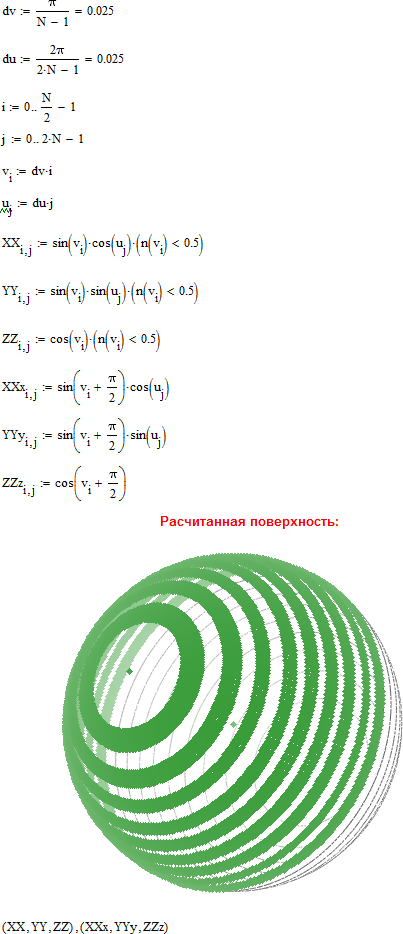 dv := π / (N − 1) = 0.025
du := 2π / (2·N − 1) = 0.025
i := 0.. N/2 − 1
j := 0.. 2·N − 1
v_i := dv·i
u_j := du·j
XX_i,j := sin(v_i)·cos(u_j)·(n(v_i) < 0.5)
YY_i,j := sin(v_i)·sin(u_j)·(n(v_i) < 0.5)
ZZ_i,j := cos(v_i)·(n(v_i) < 0.5)
XXx_i,j := sin(v_i + π/2)·cos(u_j)
YYy_i,j := sin(v_i + π/2)·sin(u_j)
ZZz_i,j := cos(v_i + π/2)
Расчитанная поверхность:
(XX,YY,ZZ),(XXx,YYy,ZZz)